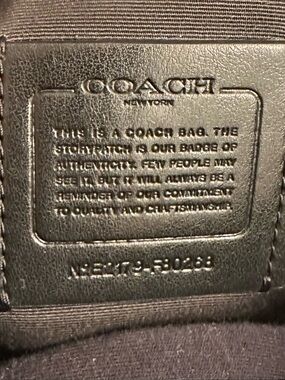 COACH
NEW YORK
THIS IS A COACH BAG. THE
STORYPATCH IS OUR BADGE OF
AUTHENTICITY. FEW PEOPLE MAY
SEE IT, BUT IT WILL ALWAYS BE A
REMINDER OF OUR COMMITMENT
TO QUALITY AND CRAFTSMANSHIP.